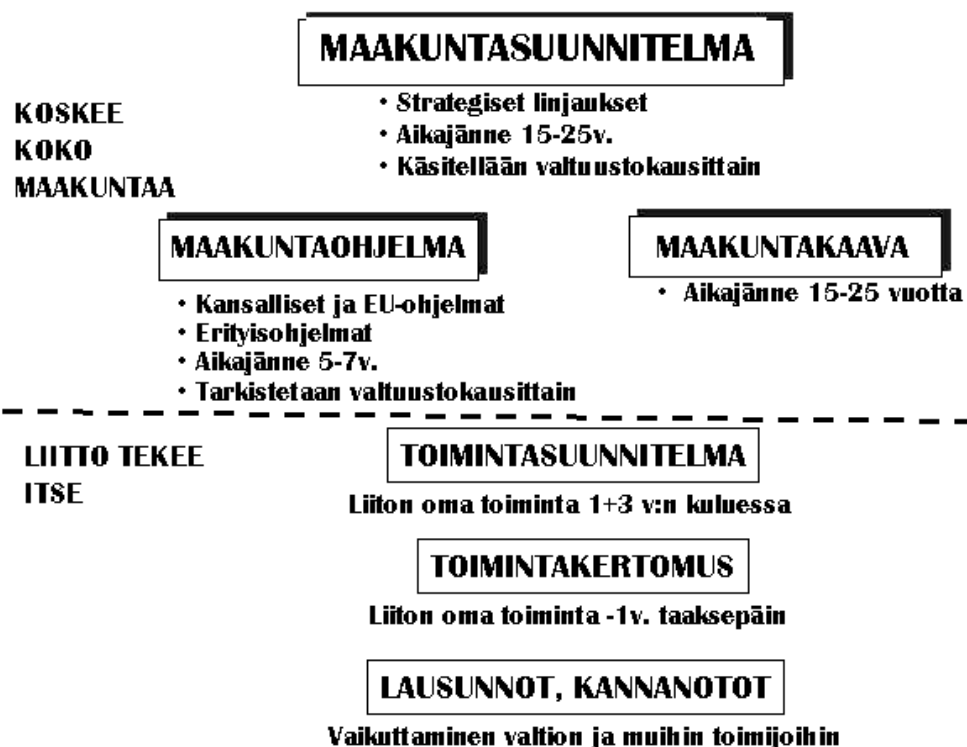 MAAKUNTASUUNNITELMA
• Strategiset linjaukset
• Aikajänne 15-25v.
• Käsitellään valtuustokausittain
KOSKEE
KOKO
MAAKUNTAA
MAAKUNTAOHJELMA
• Kansalliset ja EU-ohjelmat
• Erityisohjelmat
• Aikajänne 5-7v.
• Tarkistetaan valtuustokausittain
MAAKUNTAKAAVA
• Aikajänne 15-25 vuotta
LIITTO TEKEE
ITSE
TOIMINTASUUNNITELMA
Liiton oma toiminta 1+3 v:n kuluessa
TOIMINTAKERTOMUS
Liiton oma toiminta -1v. taaksepäin
LAUSUNNOT, KANNANOTOT
Vaikuttaminen valtion ja muihin toimijoihin